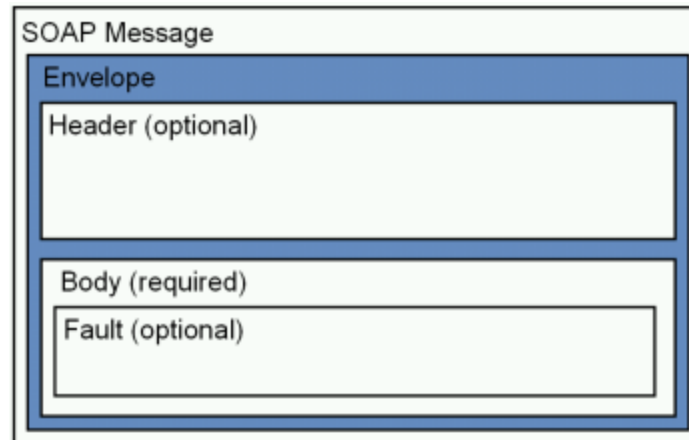 SOAP Message
Envelope
Header (optional)
Body (required)
Fault (optional)